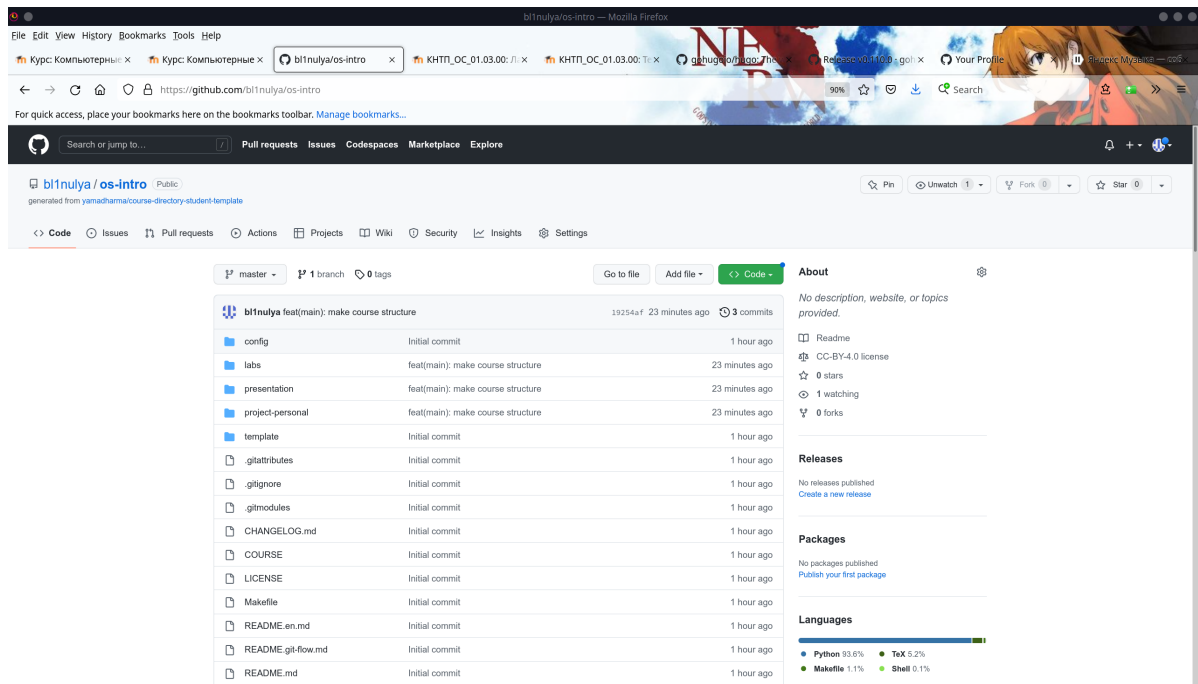 bl1nulya/os-intro — Mozilla Firefox
File Edit View History Bookmarks Tools Help
Курс: Компьютерные × Курс: Компьютерные × bl1nulya/os-intro × КНТП_ОС_01.03.00: Л × КНТП_ОС_01.03.00: Те × gohugoio/hugo: The × Release v0.110.0 · goh × Your Profile × Яндекс Музыка — соб
https://github.com/bl1nulya/os-intro 90% Search
For quick access, place your bookmarks here on the bookmarks toolbar. Manage bookmarks...
Search or jump to... / Pull requests Issues Codespaces Marketplace Explore
bl1nulya / os-intro Public Pin Unwatch 1 Fork 0 Star 0
generated from yamadharma/course-directory-student-template
<> Code Issues Pull requests Actions Projects Wiki Security Insights Settings
master 1 branch 0 tags Go to file Add file <> Code
bl1nulya feat(main): make course structure 19254af 23 minutes ago 3 commits
config Initial commit 1 hour ago
labs feat(main): make course structure 23 minutes ago
presentation feat(main): make course structure 23 minutes ago
project-personal feat(main): make course structure 23 minutes ago
template Initial commit 1 hour ago
.gitattributes Initial commit 1 hour ago
.gitignore Initial commit 1 hour ago
.gitmodules Initial commit 1 hour ago
CHANGELOG.md Initial commit 1 hour ago
COURSE Initial commit 1 hour ago
LICENSE Initial commit 1 hour ago
Makefile Initial commit 1 hour ago
README.en.md Initial commit 1 hour ago
README.git-flow.md Initial commit 1 hour ago
README.md Initial commit 1 hour ago
About
No description, website, or topics
provided.
Readme
CC-BY-4.0 license
0 stars
1 watching
0 forks
Releases
No releases published
Create a new release
Packages
No packages published
Publish your first package
Languages
Python 93.6% TeX 5.2%
Makefile 1.1% Shell 0.1%
NERV